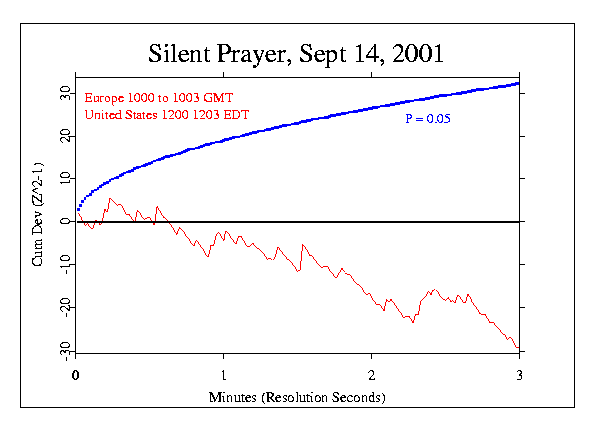 Silent Prayer, Sept 14, 2001
Europe 1000 to 1003 GMT
United States 1200 1203 EDT
P = 0.05
Cum Dev (Z^2-1)
30
20
10
0
-10
-20
-30
0 1 2 3
Minutes (Resolution Seconds)